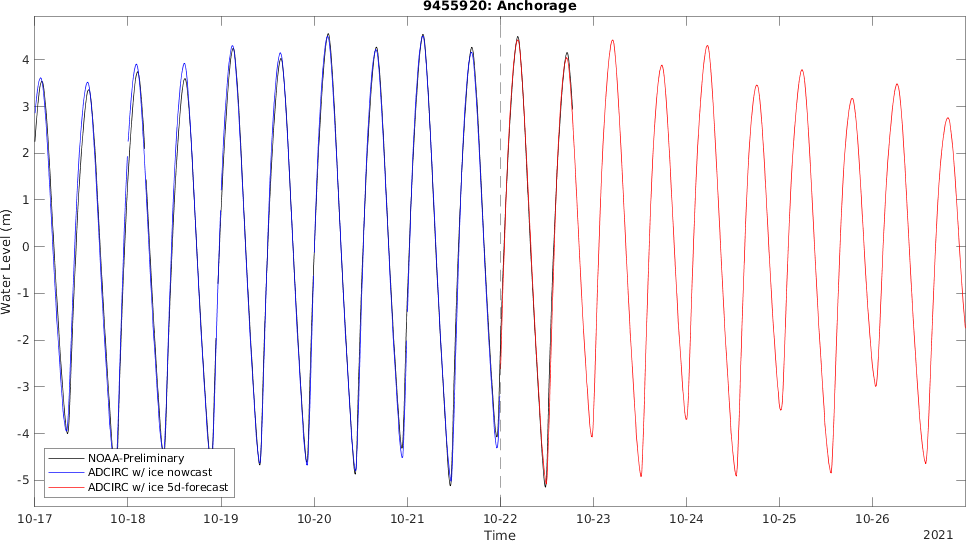 9455920: Anchorage
Water Level (m)
4
3
2
1
0
-1
-2
-3
-4
-5
NOAA-Preliminary
ADCIRC w/ ice nowcast
ADCIRC w/ ice 5d-forecast
10-17 10-18 10-19 10-20 10-21 10-22 10-23 10-24 10-25 10-26
Time
2021